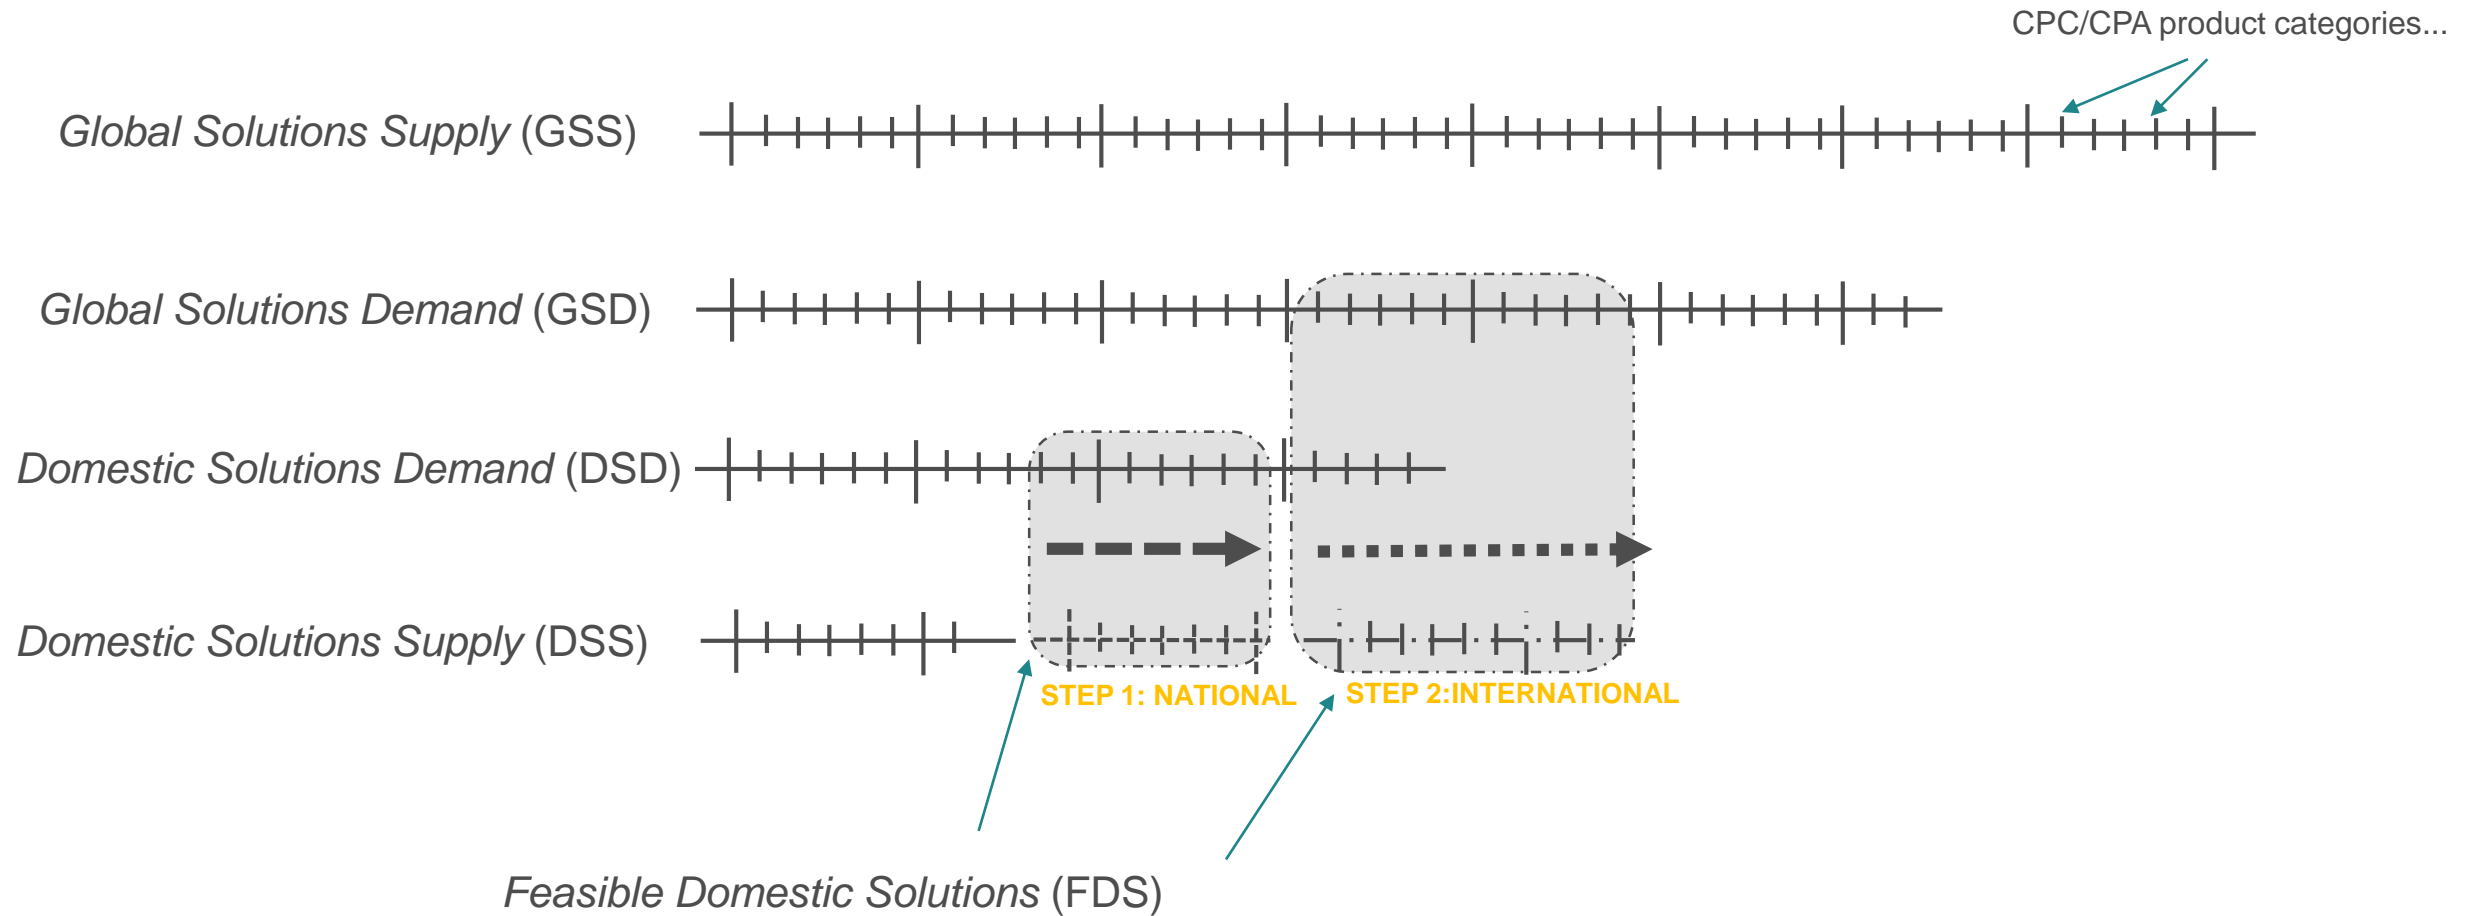 CPC/CPA product categories...
Global Solutions Supply (GSS)
Global Solutions Demand (GSD)
Domestic Solutions Demand (DSD)
Domestic Solutions Supply (DSS)
STEP 1: NATIONAL
STEP 2:INTERNATIONAL
Feasible Domestic Solutions (FDS)